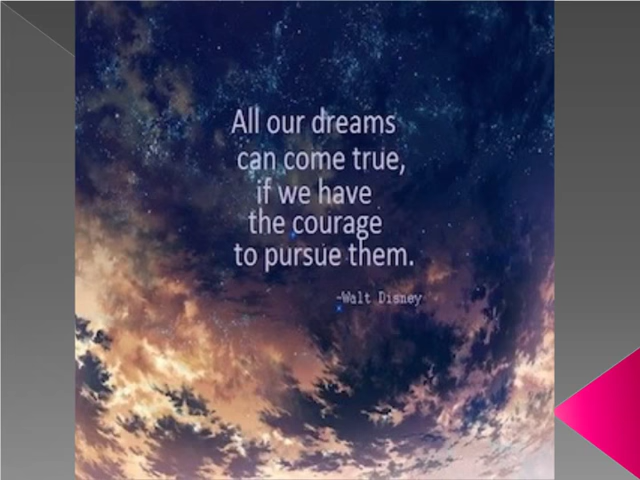 All our dreams
can come true,
if we have
the courage
to pursue them.
-Walt Disney